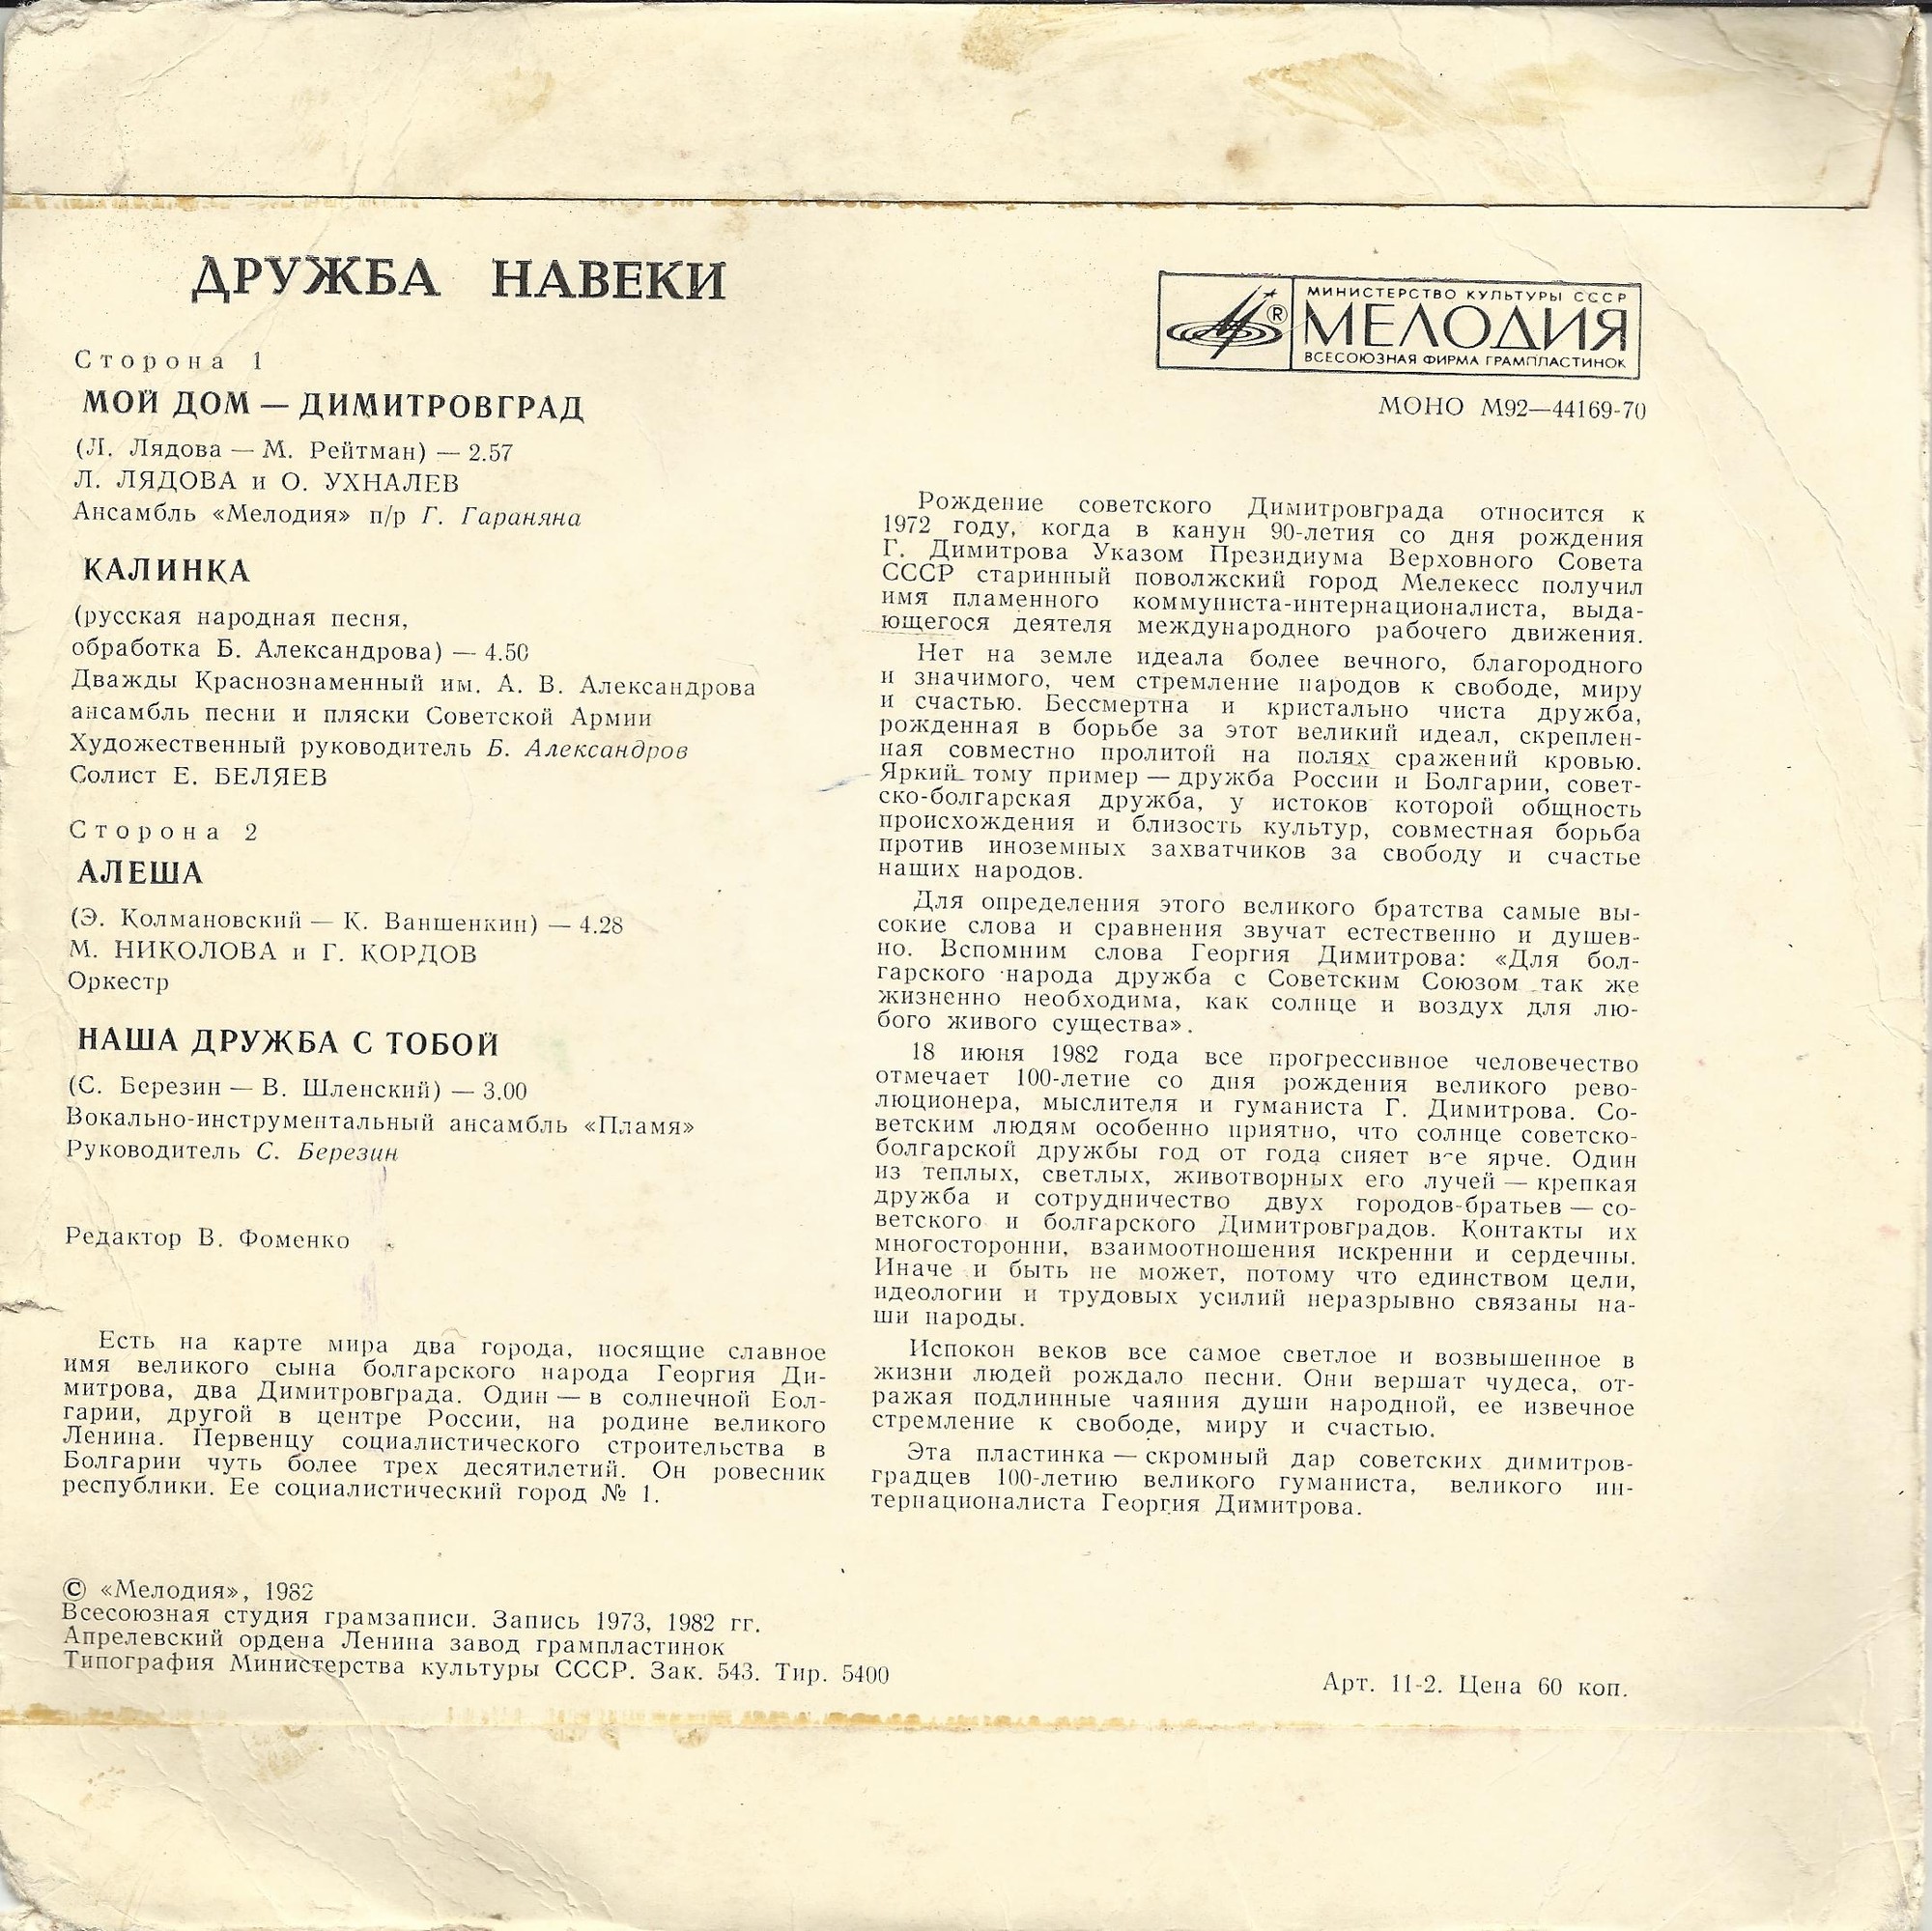 ДРУЖБА НАВЕКИ
Сторона 1
МОЙ ДОМ — ДИМИТРОВГРАД
(Л. Лядова — М. Рейтман) — 2.57
Л. ЛЯДОВА и О. УХНАЛЕВ
Ансамбль «Мелодия» п/р Г. Гараняна
КАЛИНКА
(русская народная песня,
обработка Б. Александрова) — 4.50
Дважды Краснознаменный им. А. В. Александрова
ансамбль песни и пляски Советской Армии
Художественный руководитель Б. Александров
Солист Е. БЕЛЯЕВ
Сторона 2
АЛЕША
(Э. Колмановский — К. Ваншенкин) — 4.28
М. НИКОЛОВА и Г. КОРДОВ
Оркестр
НАША ДРУЖБА С ТОБОЙ
(С. Березин — В. Шленский) — 3.00
Вокально-инструментальный ансамбль «Пламя»
Руководитель С. Березин
Редактор В. Фоменко
Есть на карте мира два города, носящие славное
имя великого сына болгарского народа Георгия Ди-
митрова, два Димитровграда. Один — в солнечной Бол-
гарии, другой в центре России, на родине великого
Ленина. Первенцу социалистического строительства в
Болгарии чуть более трех десятилетий. Он ровесник
республики. Ее социалистический город № 1.
© «Мелодия», 1982
Всесоюзная студия грамзаписи. Запись 1973, 1982 гг.
Апрелевский ордена Ленина завод грампластинок
Типография Министерства культуры СССР. Зак. 543. Тир. 5400
МИНИСТЕРСТВО КУЛЬТУРЫ СССР
МЕЛОДИЯ
®
ВСЕСОЮЗНАЯ ФИРМА ГРАМПЛАСТИНОК
МОНО М92—44169-70
Рождение советского Димитровграда относится к
1972 году, когда в канун 90-летия со дня рождения
Г. Димитрова Указом Президиума Верховного Совета
СССР старинный поволжский город Мелекесс получил
имя пламенного коммуниста-интернационалиста, выда-
ющегося деятеля международного рабочего движения.
Нет на земле идеала более вечного, благородного
и значимого, чем стремление народов к свободе, миру
и счастью. Бессмертна и кристально чиста дружба,
рожденная в борьбе за этот великий идеал, скреплен-
ная совместно пролитой на полях сражений кровью.
Яркий тому пример — дружба России и Болгарии, совет-
ско-болгарская дружба, у истоков которой общность
происхождения и близость культур, совместная борьба
против иноземных захватчиков за свободу и счастье
наших народов.
Для определения этого великого братства самые вы-
сокие слова и сравнения звучат естественно и душев-
но. Вспомним слова Георгия Димитрова: «Для бол-
гарского народа дружба с Советским Союзом так же
жизненно необходима, как солнце и воздух для лю-
бого живого существа».
18 июня 1982 года все прогрессивное человечество
отмечает 100-летие со дня рождения великого рево-
люционера, мыслителя и гуманиста Г. Димитрова. Со-
ветским людям особенно приятно, что солнце советско-
болгарской дружбы год от года сияет все ярче. Один
из теплых, светлых, животворных его лучей — крепкая
дружба и сотрудничество двух городов-братьев — со-
ветского и болгарского Димитровградов. Контакты их
многосторонни, взаимоотношения искренни и сердечны.
Иначе и быть не может, потому что единством цели,
идеологии и трудовых усилий неразрывно связаны на-
ши народы.
Испокон веков все самое светлое и возвышенное в
жизни людей рождало песни. Они вершат чудеса, от-
ражая подлинные чаяния души народной, ее извечное
стремление к свободе, миру и счастью.
Эта пластинка — скромный дар советских димитров-
градцев 100-летию великого гуманиста, великого ин-
тернационалиста Георгия Димитрова.
Арт. 11-2. Цена 60 коп.